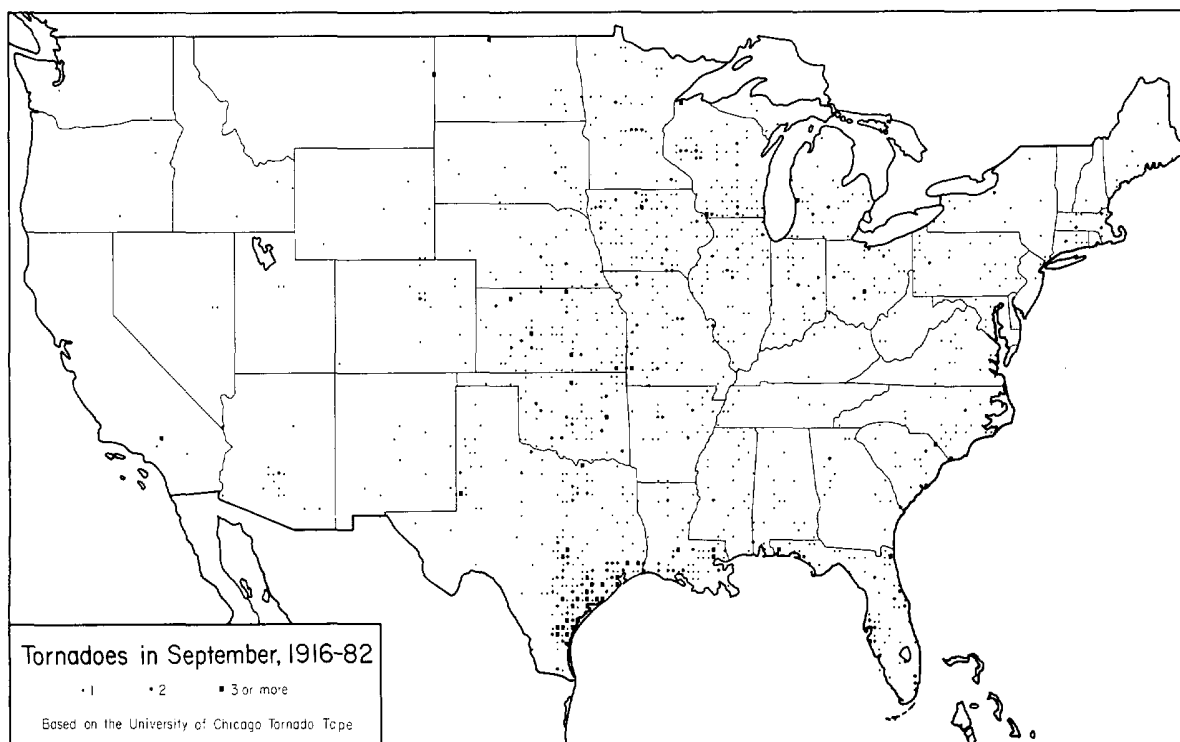 Tornadoes in September, 1916-82
· 1 • 2 ■ 3 or more
Based on the University of Chicago Tornado Tape